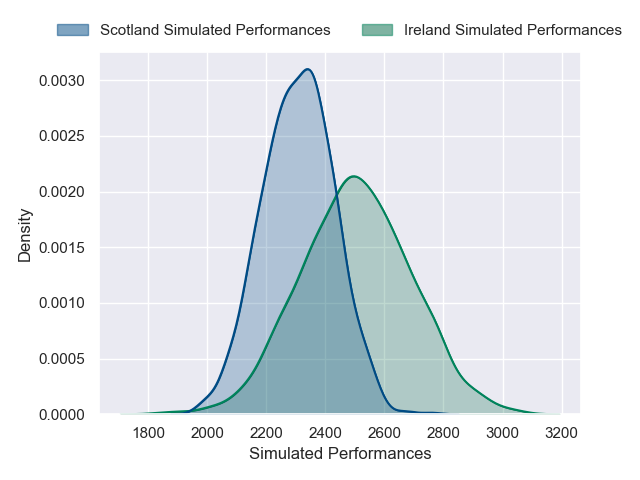 Scotland Simulated Performances Ireland Simulated Performances
0.0030
0.0025
0.0020
0.0015
0.0010
0.0005
0.0000
Density
1800 2000 2200 2400 2600 2800 3000 3200
Simulated Performances